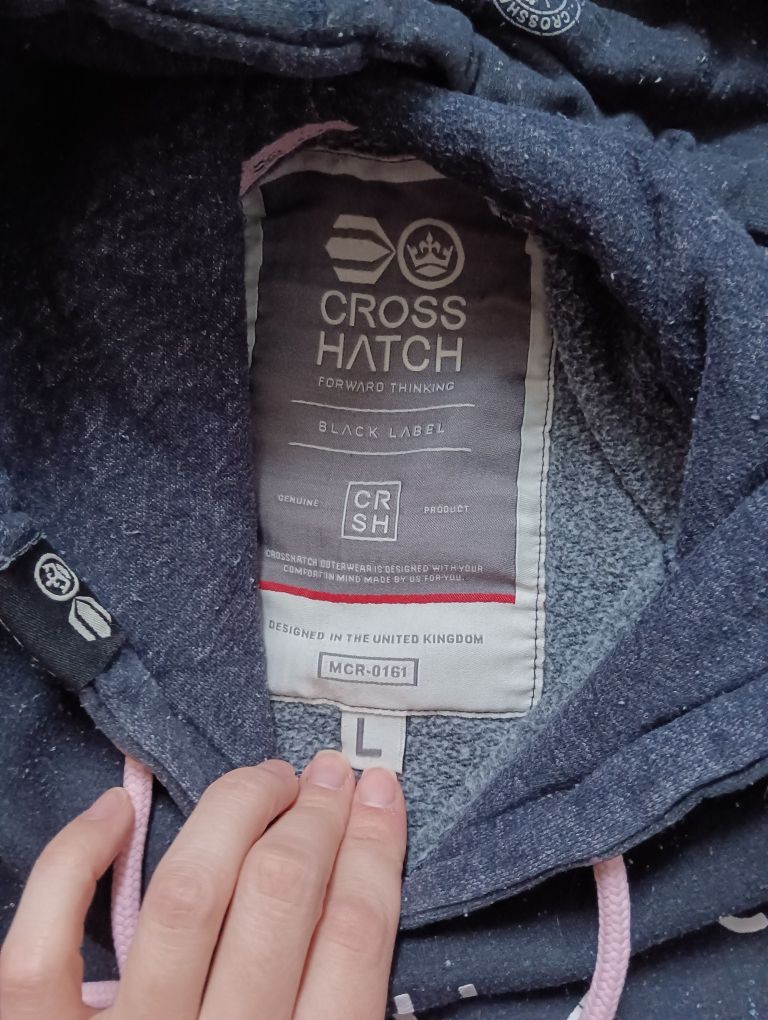 CROSSH
CROSS
HATCH
FORWARD THINKING
BLACK LABEL
GENUINE
CR
SH
PRODUCT
CROSSHATCH OUTERWEAR IS DESIGNED WITH YOUR
COMFORT IN MIND MADE BY US FOR YOU.
DESIGNED IN THE UNITED KINGDOM
MCR-0161
L